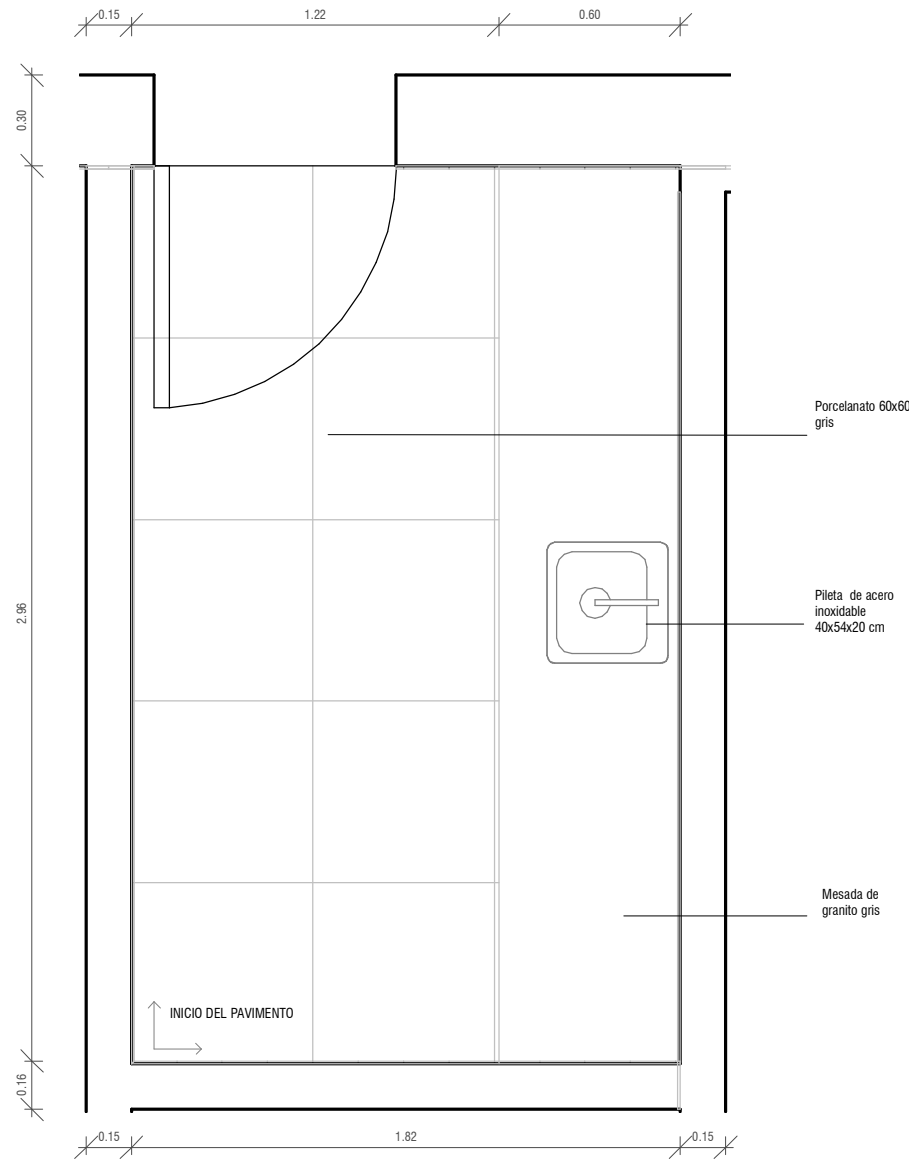 0.15
1.22
0.60
0.30
Porcelanato 60x60
gris
2.96
Pileta de acero
inoxidable
40x54x20 cm
Mesada de
granito gris
INICIO DEL PAVIMENTO
0.16
0.15
1.82
0.15